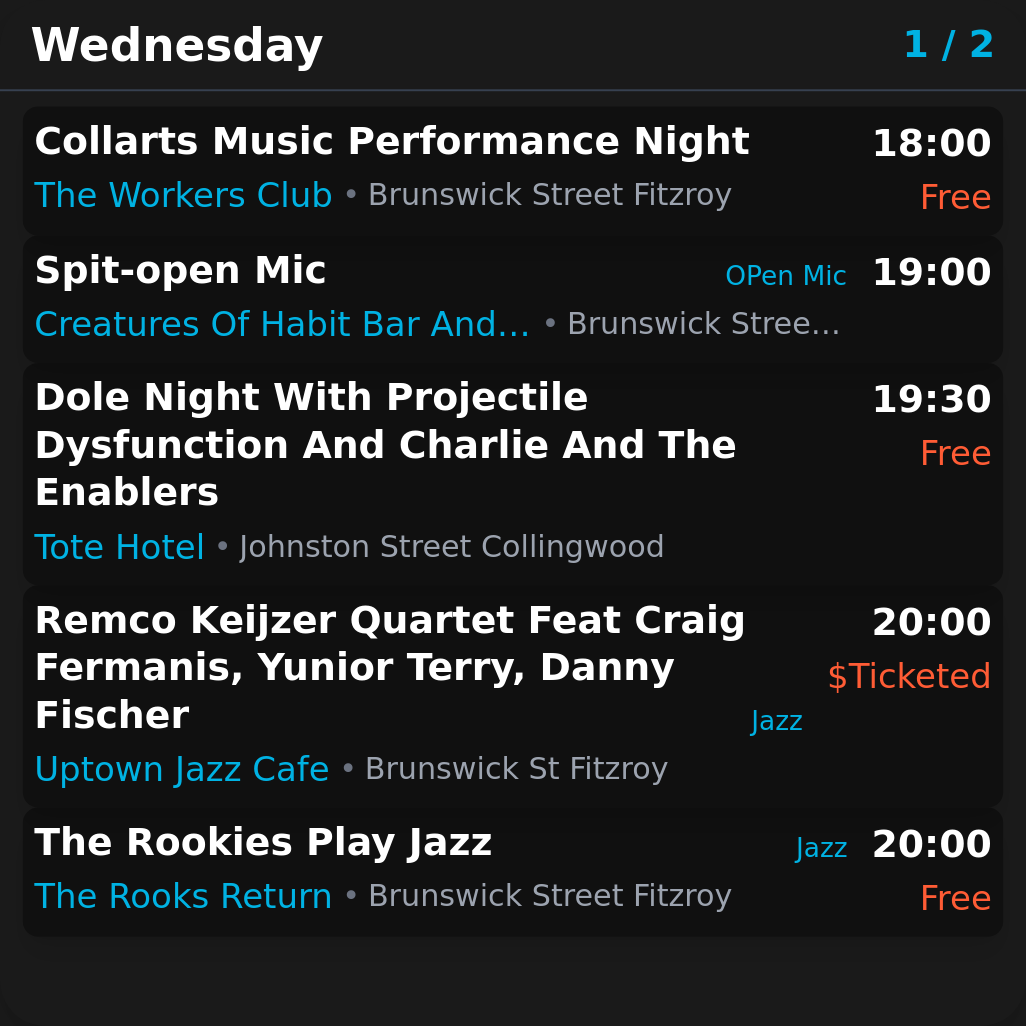 Wednesday 1 / 2
Collarts Music Performance Night 18:00
The Workers Club • Brunswick Street Fitzroy Free
Spit-open Mic OPen Mic 19:00
Creatures Of Habit Bar And... • Brunswick Stree...
Dole Night With Projectile 19:30
Dysfunction And Charlie And The Free
Enablers
Tote Hotel • Johnston Street Collingwood
Remco Keijzer Quartet Feat Craig 20:00
Fermanis, Yunior Terry, Danny $Ticketed
Fischer Jazz
Uptown Jazz Cafe • Brunswick St Fitzroy
The Rookies Play Jazz Jazz 20:00
The Rooks Return • Brunswick Street Fitzroy Free